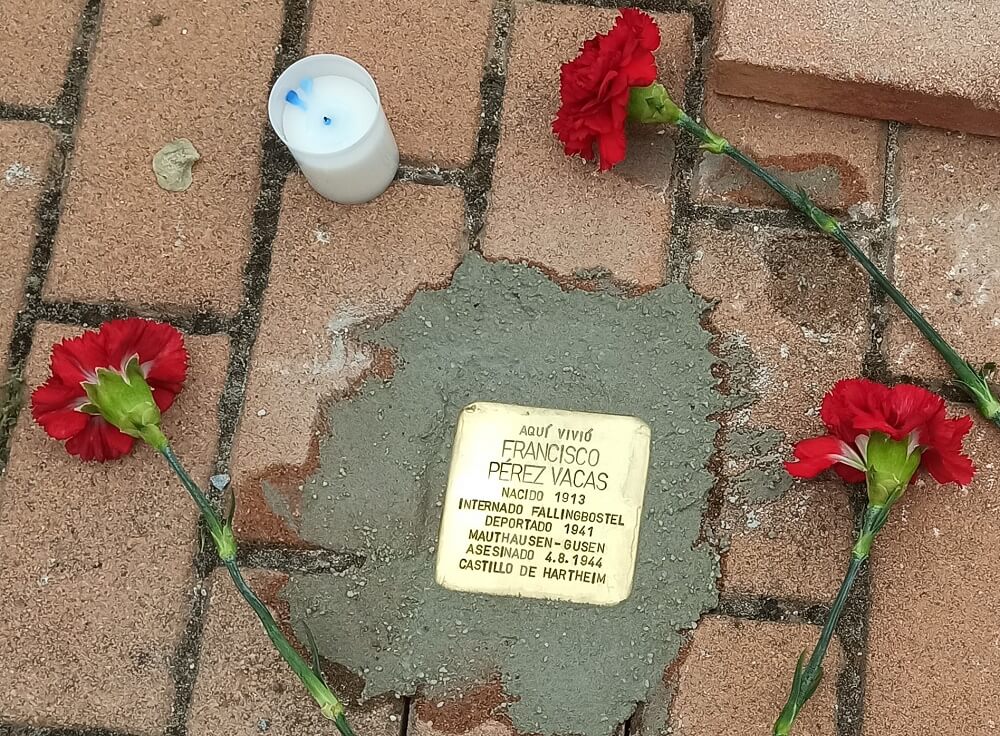 AQUÍ VIVIÓ
FRANCISCO
PÉREZ VACAS
NACIDO 1913
INTERNADO FALLINGBOSTEL
DEPORTADO 1941
MAUTHAUSEN-GUSEN
ASESINADO 4.8.1944
CASTILLO DE HARTHEIM